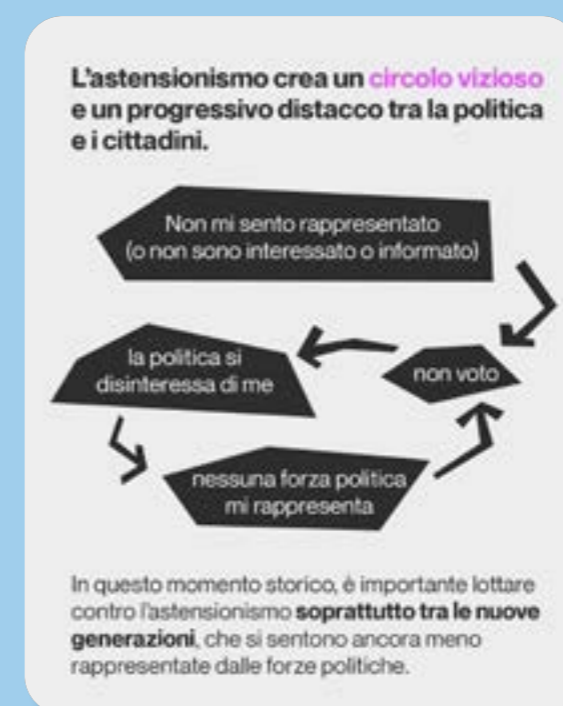 L'astensionismo crea un circolo vizioso
e un progressivo distacco tra la politica
e i cittadini.
Non mi sento rappresentato
(o non sono interessato o informato)
non voto
la politica si
disinteressa di me
nessuna forza politica
mi rappresenta
In questo momento storico, è importante lottare
contro l'astensionismo soprattutto tra le nuove
generazioni, che si sentono ancora meno
rappresentate dalle forze politiche.